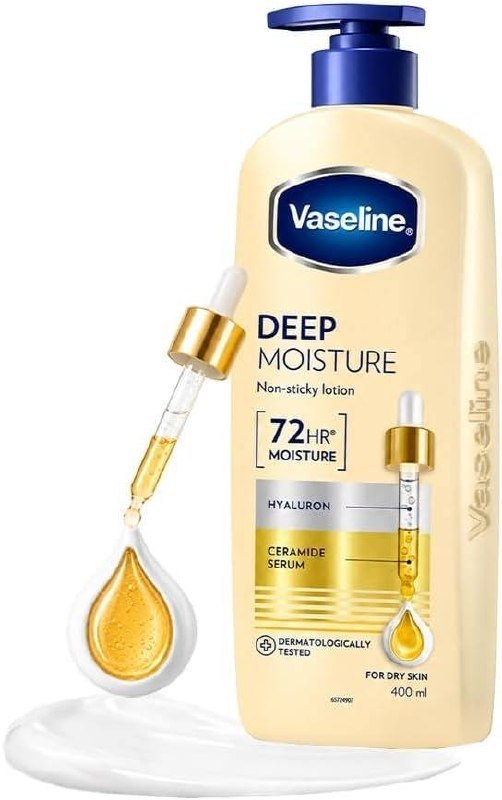 Vaseline®
DEEP
MOISTURE
Non-sticky lotion
72HR®
MOISTURE
HYALURON
CERAMIDE
SERUM
DERMATOLOGICALLY
TESTED
FOR DRY SKIN
400 ml
Vaseline